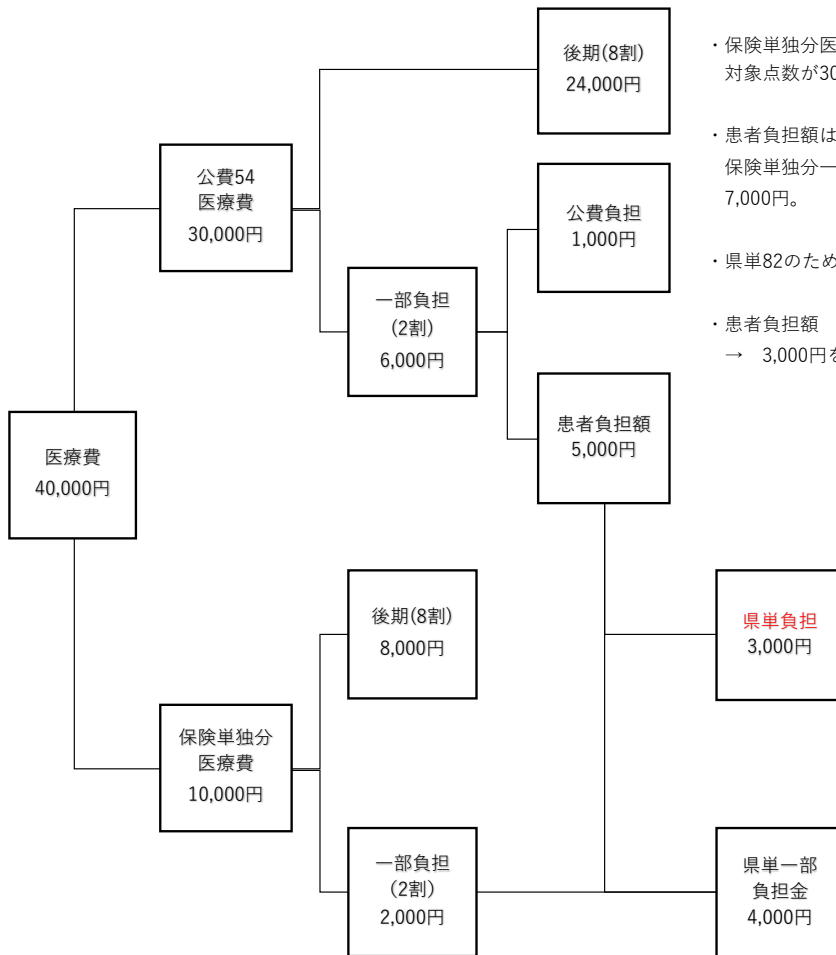 後期(8割)
24,000円
・保険単独分医
対象点数が30
公費54
医療費
30,000円
公費負担
1,000円
・患者負担額は
保険単独分一
7,000円。
・県単82のため
一部負担
(2割)
6,000円
・患者負担額
→　3,000円を
患者負担額
5,000円
医療費
40,000円
後期(8割)
8,000円
県単負担
3,000円
保険単独分
医療費
10,000円
一部負担
（2割）
2,000円
県単一部
負担金
4,000円